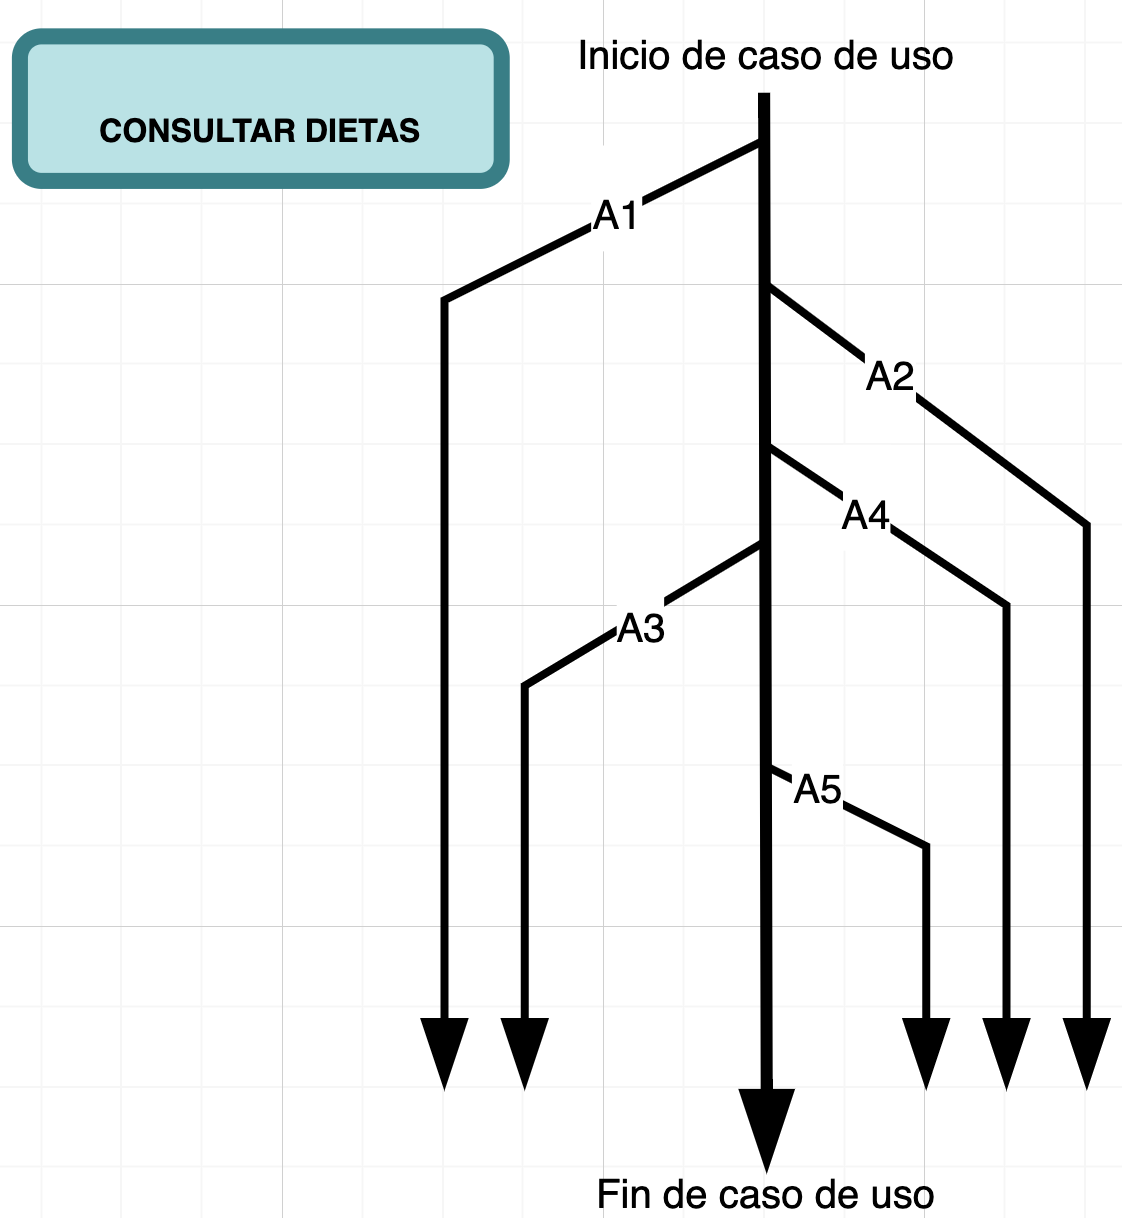 Inicio de caso de uso
CONSULTAR DIETAS
A1
A2
A4
A3
A5
Fin de caso de uso